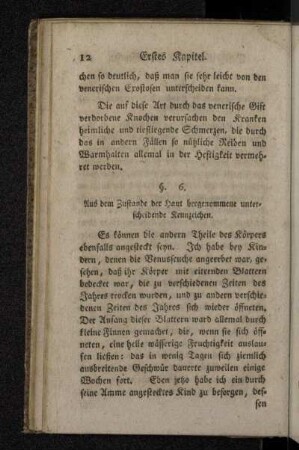 12 Erstes Kapitel.
chen so deutlich, daß man sie sehr leicht von den
venerischen Exostosen unterscheiden kann.
Die auf diese Art durch das venerische Gift
verdorbene Knochen verursachen den Kranken
heimliche und tiefliegende Schmerzen, die durch
das in andern Fällen so nützliche Reiben und
Warmhalten allemal in der Heftigkeit vermeh-
ret werden.
§. 6.
Aus dem Zustande der Haut hergenommene unter-
scheidende Kennzeichen.
Es können die andern Theile des Körpers
ebenfalls angesteckt seyn. Ich habe bey Kin-
dern, denen die Venusseuche angeerbet war, ge-
sehen, daß ihr Körper mit eiternden Blattern
bedecket war, die zu verschiedenen Zeiten des
Jahres trocken wurden, und zu andern verschie-
denen Zeiten des Jahres sich wieder öffneten.
Der Anfang dieser Blattern ward allemal durch
kleine Finnen gemachet, die, wenn sie sich öff-
neten, eine helle wässerige Feuchtigkeit auslau-
fen ließen: das in wenig Tagen sich ziemlich
ausbreitende Geschwür dauerte zuweilen einige
Wochen fort. Eben jetzo habe ich ein durch
seine Amme angestecktes Kind zu besorgen, des-
sen